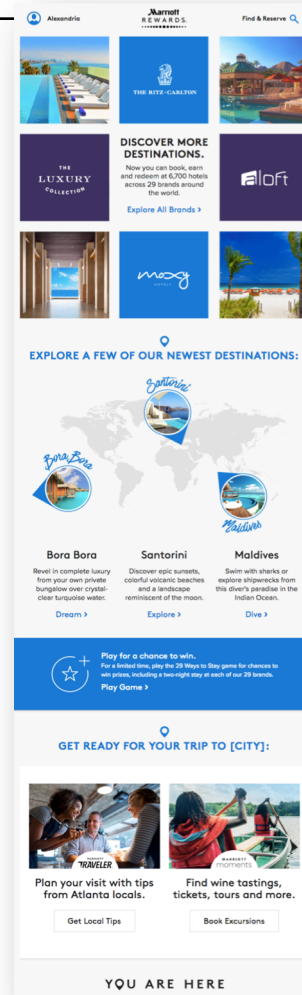 Alexandria
Marriott
REWARDS.
Find & Reserve
THE RITZ-CARLTON
THE
LUXURY
COLLECTION
DISCOVER MORE
DESTINATIONS.
Now you can book, earn
and redeem at 6,700 hotels
across 29 brands around
the world.
Explore All Brands >
aloft
moxy
HOTELS
EXPLORE A FEW OF OUR NEWEST DESTINATIONS:
Santorini
Bora Bora
Maldives
Bora Bora
Revel in complete luxury
from your own private
bungalow over crystal-
clear turquoise water.
Dream >
Santorini
Discover epic sunsets,
colorful volcanic beaches
and a landscape
reminiscent of the moon.
Explore >
Maldives
Swim with sharks or
explore shipwrecks from
this diver's paradise in the
Indian Ocean.
Dive >
Play for a chance to win.
For a limited time, play the 29 Ways to Stay game for chances to
win prizes, including a two-night stay at each of our 29 brands.
Play Game >
GET READY FOR YOUR TRIP TO [CITY]:
MARRIOTT
TRAVELER
Plan your visit with tips
from Atlanta locals.
Get Local Tips
MARRIOTT
moments
Find wine tastings,
tickets, tours and more.
Book Excursions
YOU ARE HERE